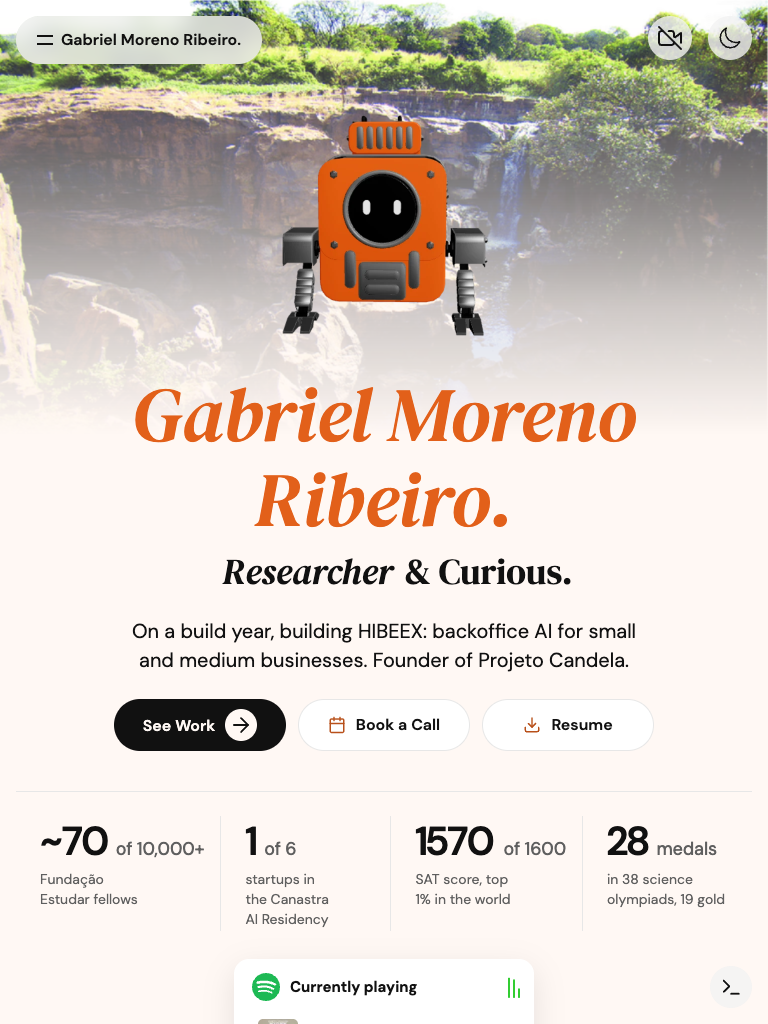 Gabriel Moreno Ribeiro.
Gabriel Moreno
Ribeiro.
Researcher & Curious.
On a build year, building HIBEEX: backoffice AI for small
and medium businesses. Founder of Projeto Candela.
See Work
Book a Call
Resume
~70 of 10,000+
Fundação
Estudar fellows
1 of 6
startups in
the Canastra
AI Residency
1570 of 1600
SAT score, top
1% in the world
28 medals
in 38 science
olympiads, 19 gold
Currently playing